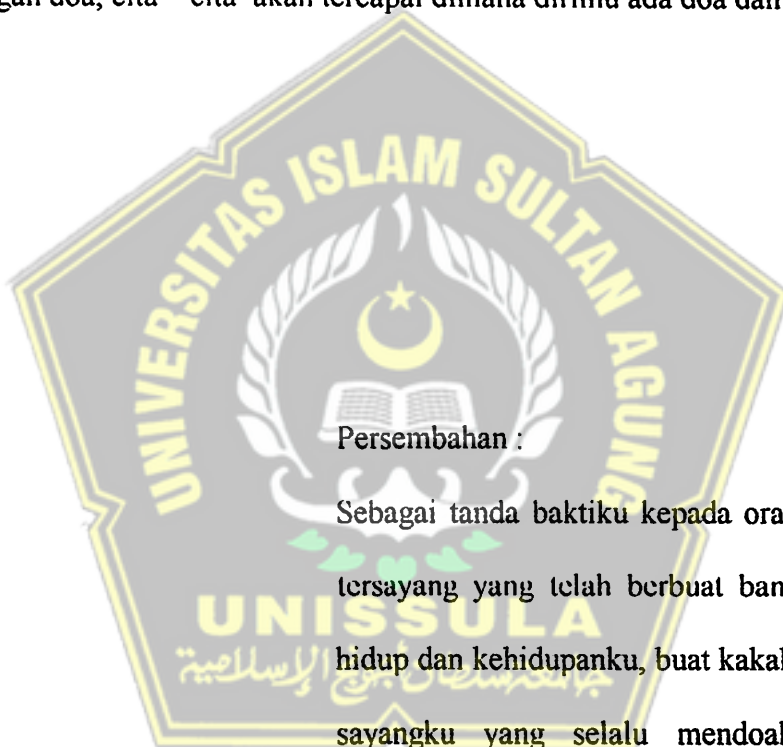 doa, cita – cita akan tercapai dimana dirimu ada doa dan
UNIVERSITAS ISLAM SULTAN AGUNG
Persembahan :
Sebagai tanda baktiku kepada ora
tersayang yang telah berbuat ban
UNISSULA
hidup dan kehidupanku, buat kakak
جامعة سلطان أجونج الإسلامية
sayangku yang selalu mendoak